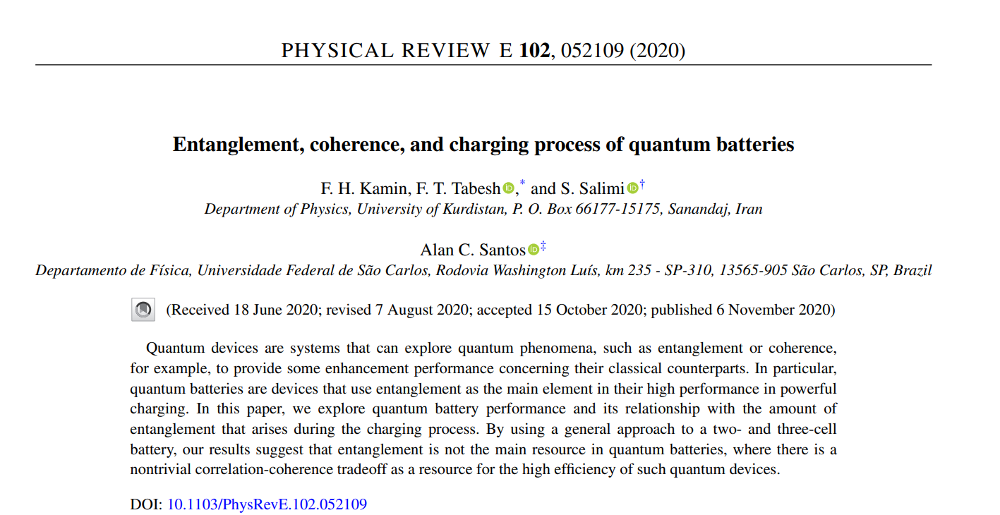 PHYSICAL REVIEW E 102, 052109 (2020)
Entanglement, coherence, and charging process of quantum batteries
F. H. Kamin, F. T. Tabesh iD,* and S. Salimi iD†
Department of Physics, University of Kurdistan, P. O. Box 66177-15175, Sanandaj, Iran
Alan C. Santos iD‡
Departamento de Física, Universidade Federal de São Carlos, Rodovia Washington Luís, km 235 - SP-310, 13565-905 São Carlos, SP, Brazil
(Received 18 June 2020; revised 7 August 2020; accepted 15 October 2020; published 6 November 2020)
Quantum devices are systems that can explore quantum phenomena, such as entanglement or coherence,
for example, to provide some enhancement performance concerning their classical counterparts. In particular,
quantum batteries are devices that use entanglement as the main element in their high performance in powerful
charging. In this paper, we explore quantum battery performance and its relationship with the amount of
entanglement that arises during the charging process. By using a general approach to a two- and three-cell
battery, our results suggest that entanglement is not the main resource in quantum batteries, where there is a
nontrivial correlation-coherence tradeoff as a resource for the high efficiency of such quantum devices.
DOI: 10.1103/PhysRevE.102.052109